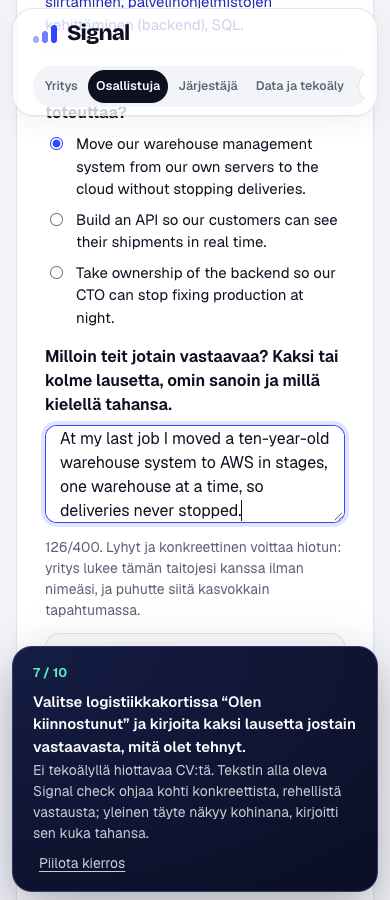 siirtäminen, palvelinohjelmistojen
kehittäminen (backend), SQL.
Signal
Yritys Osallistuja Järjestäjä Data ja tekoäly
toteuttaa?
Move our warehouse management
system from our own servers to the
cloud without stopping deliveries.
Build an API so our customers can see
their shipments in real time.
Take ownership of the backend so our
CTO can stop fixing production at
night.
Milloin teit jotain vastaavaa? Kaksi tai
kolme lausetta, omin sanoin ja millä
kielellä tahansa.
At my last job I moved a ten-year-old
warehouse system to AWS in stages,
one warehouse at a time, so
deliveries never stopped.
126/400. Lyhyt ja konkreettinen voittaa hiotun:
yritys lukee tämän taitojesi kanssa ilman
nimeäsi, ja puhutte siitä kasvokkain
tapahtumassa.
7 / 10
Valitse logistiikkakortissa “Olen
kiinnostunut” ja kirjoita kaksi lausetta jostain
vastaavasta, mitä olet tehnyt.
Ei tekoälyllä hiottavaa CV:tä. Tekstin alla oleva
Signal check ohjaa kohti konkreettista, rehellistä
vastausta; yleinen täyte näkyy kohinana, kirjoitti
sen kuka tahansa.
Piilota kierros